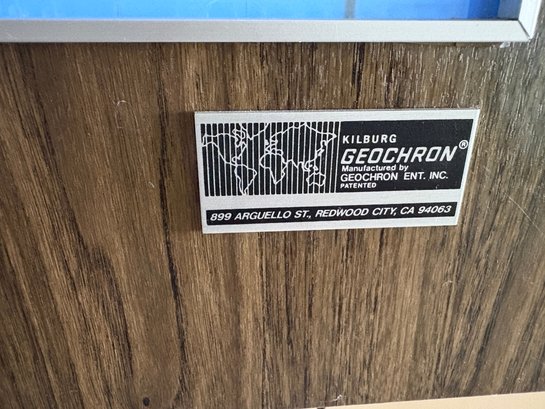 KILBURG
GEOCHRON®
Manufactured by
GEOCHRON ENT. INC.
PATENTED
899 ARGUELLO ST., REDWOOD CITY, CA 94063